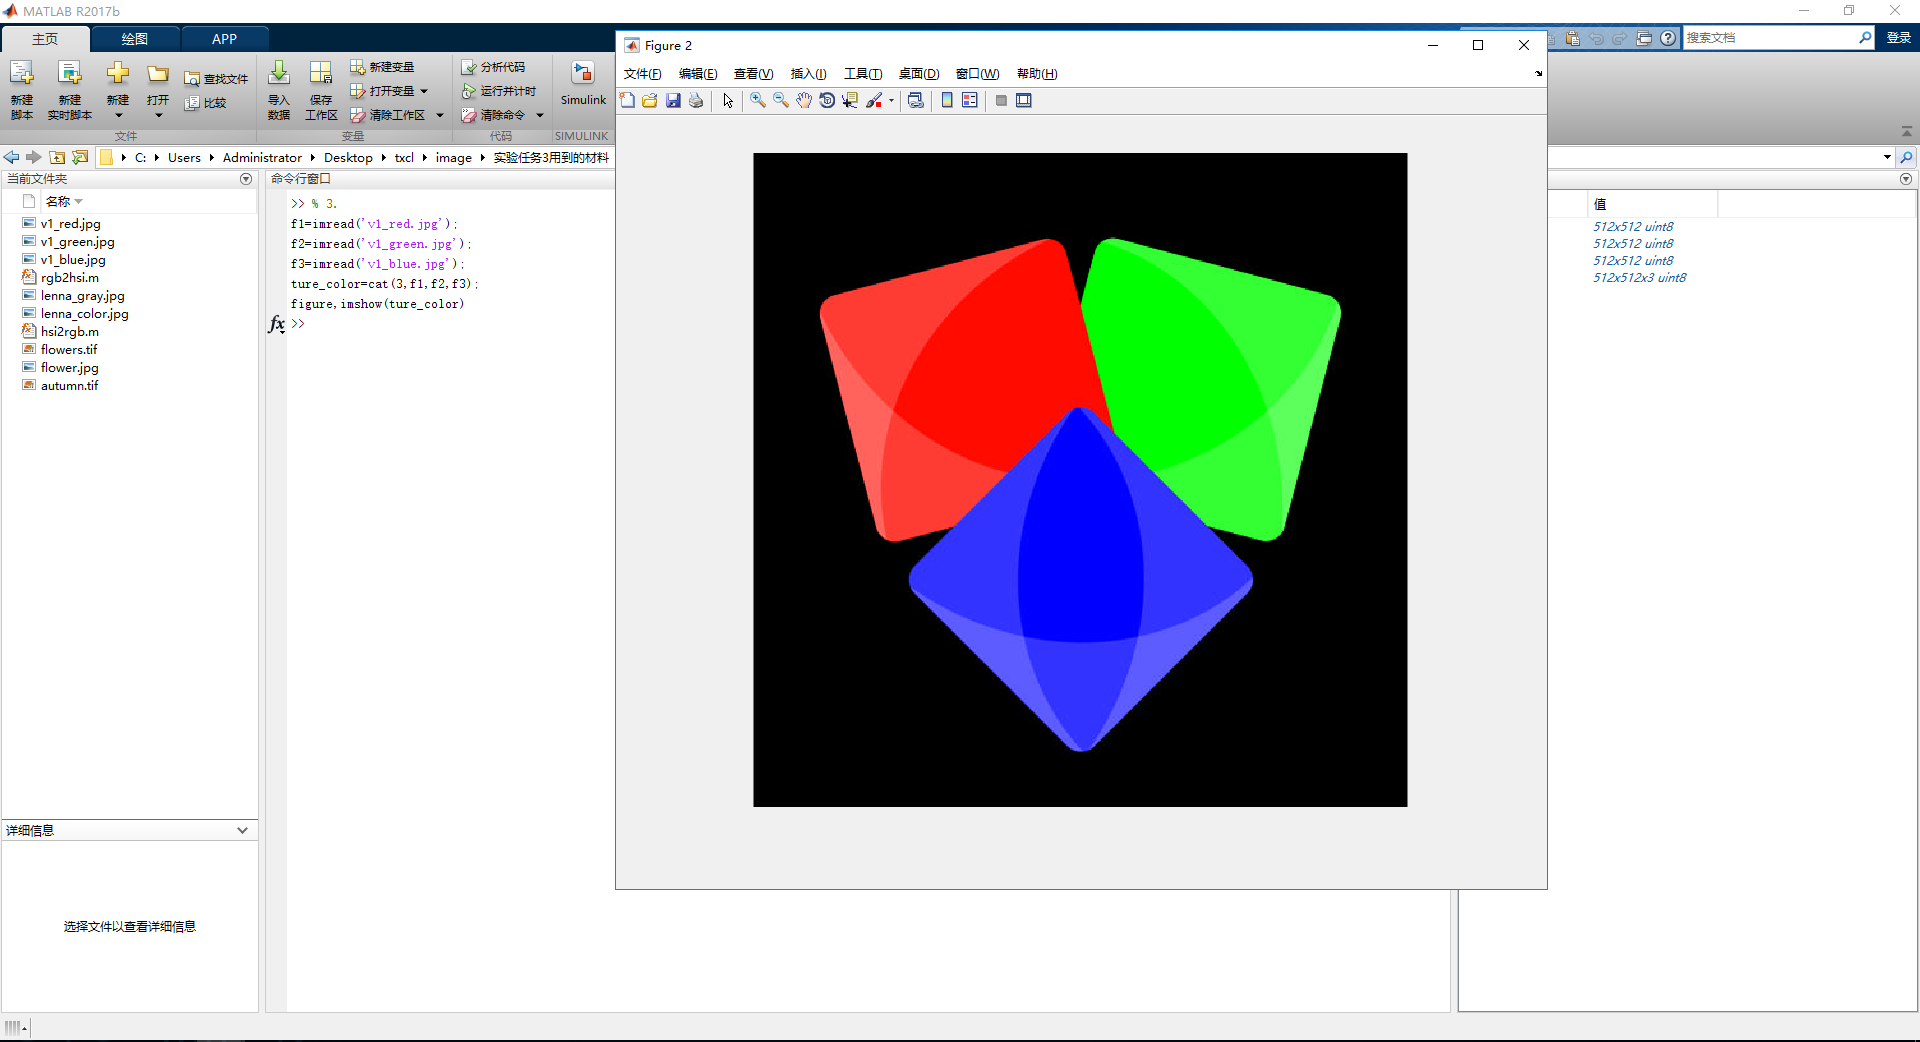 MATLAB R2017b
主页 绘图 APP
搜索文档 登录
新建 脚本
新建 实时脚本
新建
打开
查找文件
比较
文件
导入 数据
保存 工作区
新建变量
打开变量
清除工作区
变量
分析代码
运行并计时
清除命令
代码
Simulink
SIMULINK
C: Users Administrator Desktop txcl image 实验任务3用到的材料
当前文件夹
名称
v1_red.jpg
v1_green.jpg
v1_blue.jpg
rgb2hsi.m
lenna_gray.jpg
lenna_color.jpg
hsi2rgb.m
flowers.tif
flower.jpg
autumn.tif
详细信息
选择文件以查看详细信息
命令行窗口
>> % 3.
f1=imread('v1_red.jpg');
f2=imread('v1_green.jpg');
f3=imread('v1_blue.jpg');
ture_color=cat(3,f1,f2,f3);
figure,imshow(ture_color)
fx >>
Figure 2
文件(F) 编辑(E) 查看(V) 插入(I) 工具(T) 桌面(D) 窗口(W) 帮助(H)
值
512x512 uint8
512x512 uint8
512x512 uint8
512x512x3 uint8